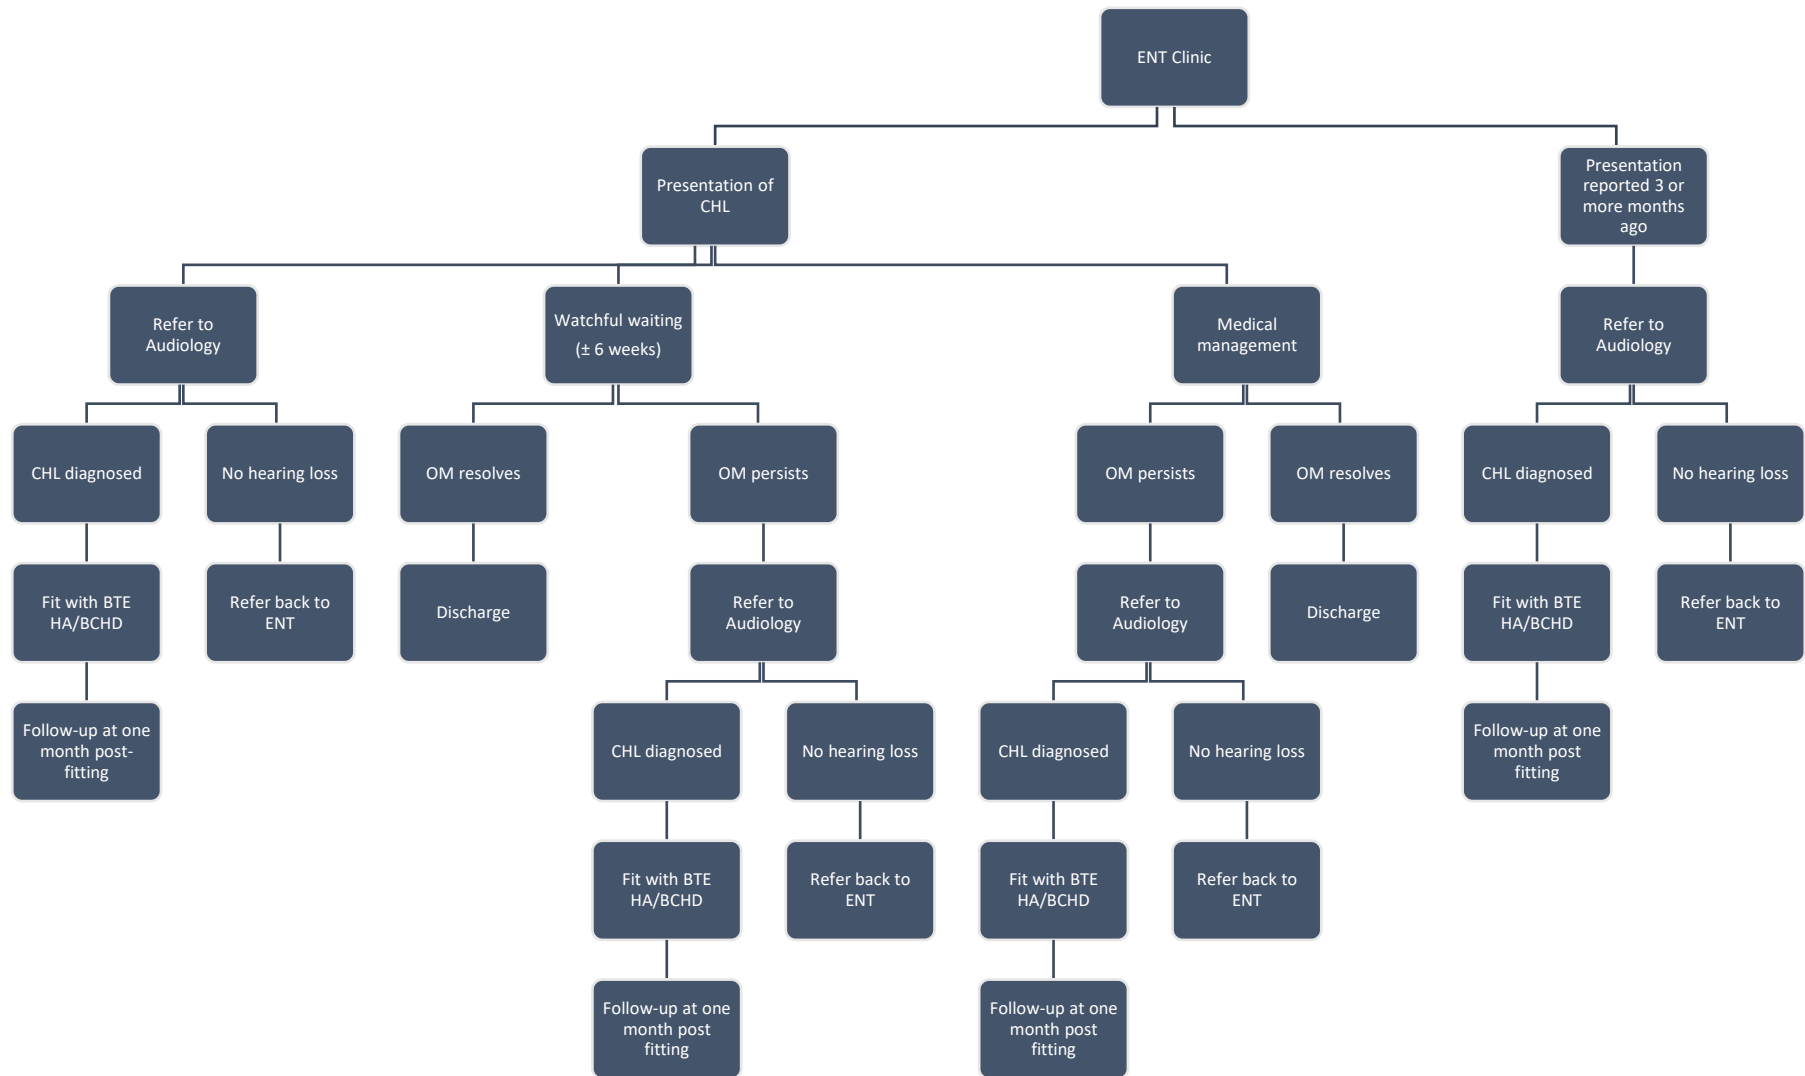 ENT Clinic
Presentation of
CHL
Presentation
reported 3 or
more months
ago
Refer to
Audiology
Watchful waiting
(± 6 weeks)
Medical
management
Refer to
Audiology
CHL diagnosed
No hearing loss
OM resolves
OM persists
OM persists
OM resolves
CHL diagnosed
No hearing loss
Fit with BTE
HA/BCHD
Refer back to
ENT
Discharge
Refer to
Audiology
Refer to
Audiology
Discharge
Fit with BTE
HA/BCHD
Refer back to
ENT
Follow-up at one
month post-
fitting
CHL diagnosed
No hearing loss
CHL diagnosed
No hearing loss
Follow-up at one
month post
fitting
Fit with BTE
HA/BCHD
Refer back to
ENT
Fit with BTE
HA/BCHD
Refer back to
ENT
Follow-up at one
month post
fitting
Follow-up at one
month post
fitting